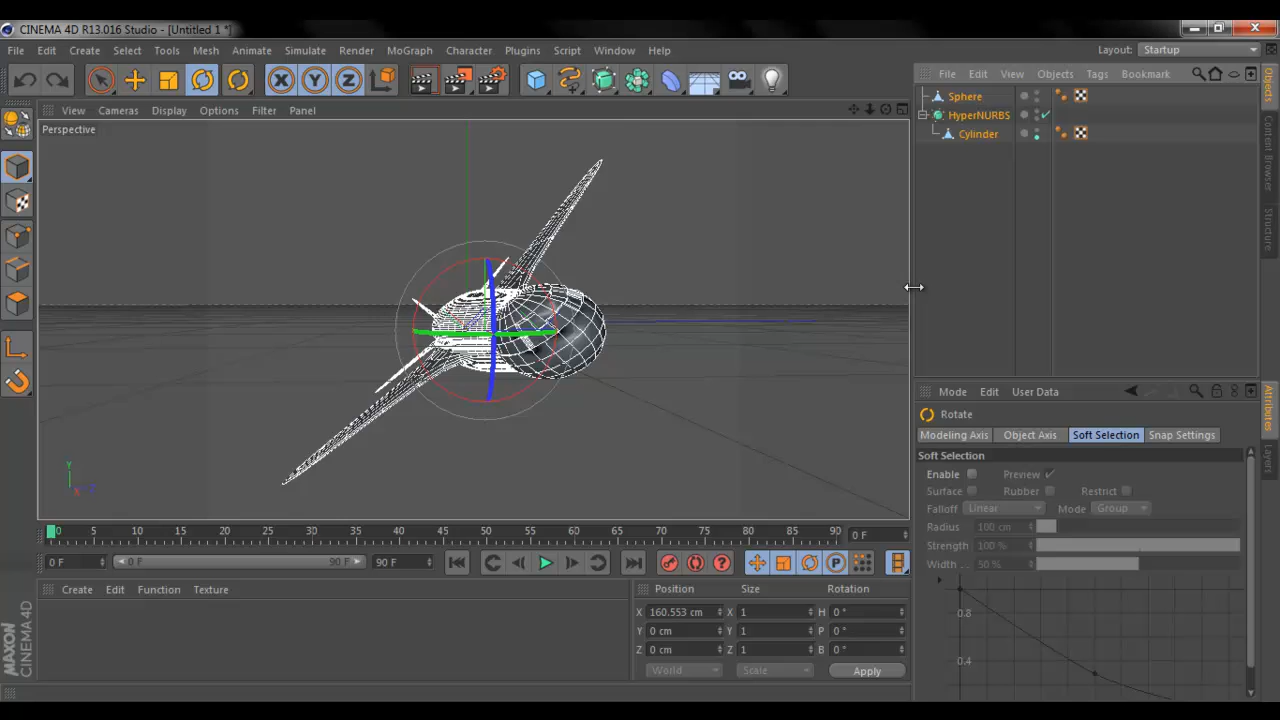 CINEMA 4D R13.016 Studio - [Untitled 1 *]
File Edit Create Select Tools Mesh Animate Simulate Render MoGraph Character Plugins Script Window Help Layout: Startup
X Y Z
File Edit View Objects Tags Bookmark
View Cameras Display Options Filter Panel
Perspective
Sphere
HyperNURBS
Cylinder
Objects
Content Browser
Structure
Y
X
Mode Edit User Data
Rotate
Modeling Axis Object Axis Soft Selection Snap Settings
Soft Selection
Enable Preview
Surface Rubber Restrict
Falloff Linear Mode Group
Radius 100 cm
Strength 100 %
Width . . 50 %
0.8
0.4
Attributes
Layers
0 5 10 15 20 25 30 35 40 45 50 55 60 65 70 75 80 85 90 0 F
0 F 0 F 90 F 90 F
P
Create Edit Function Texture
Position Size Rotation
X 160.553 cm X 1 H 0 °
Y 0 cm Y 1 P 0 °
Z 0 cm Z 1 B 0 °
World Scale Apply
MAXON
CINEMA 4D